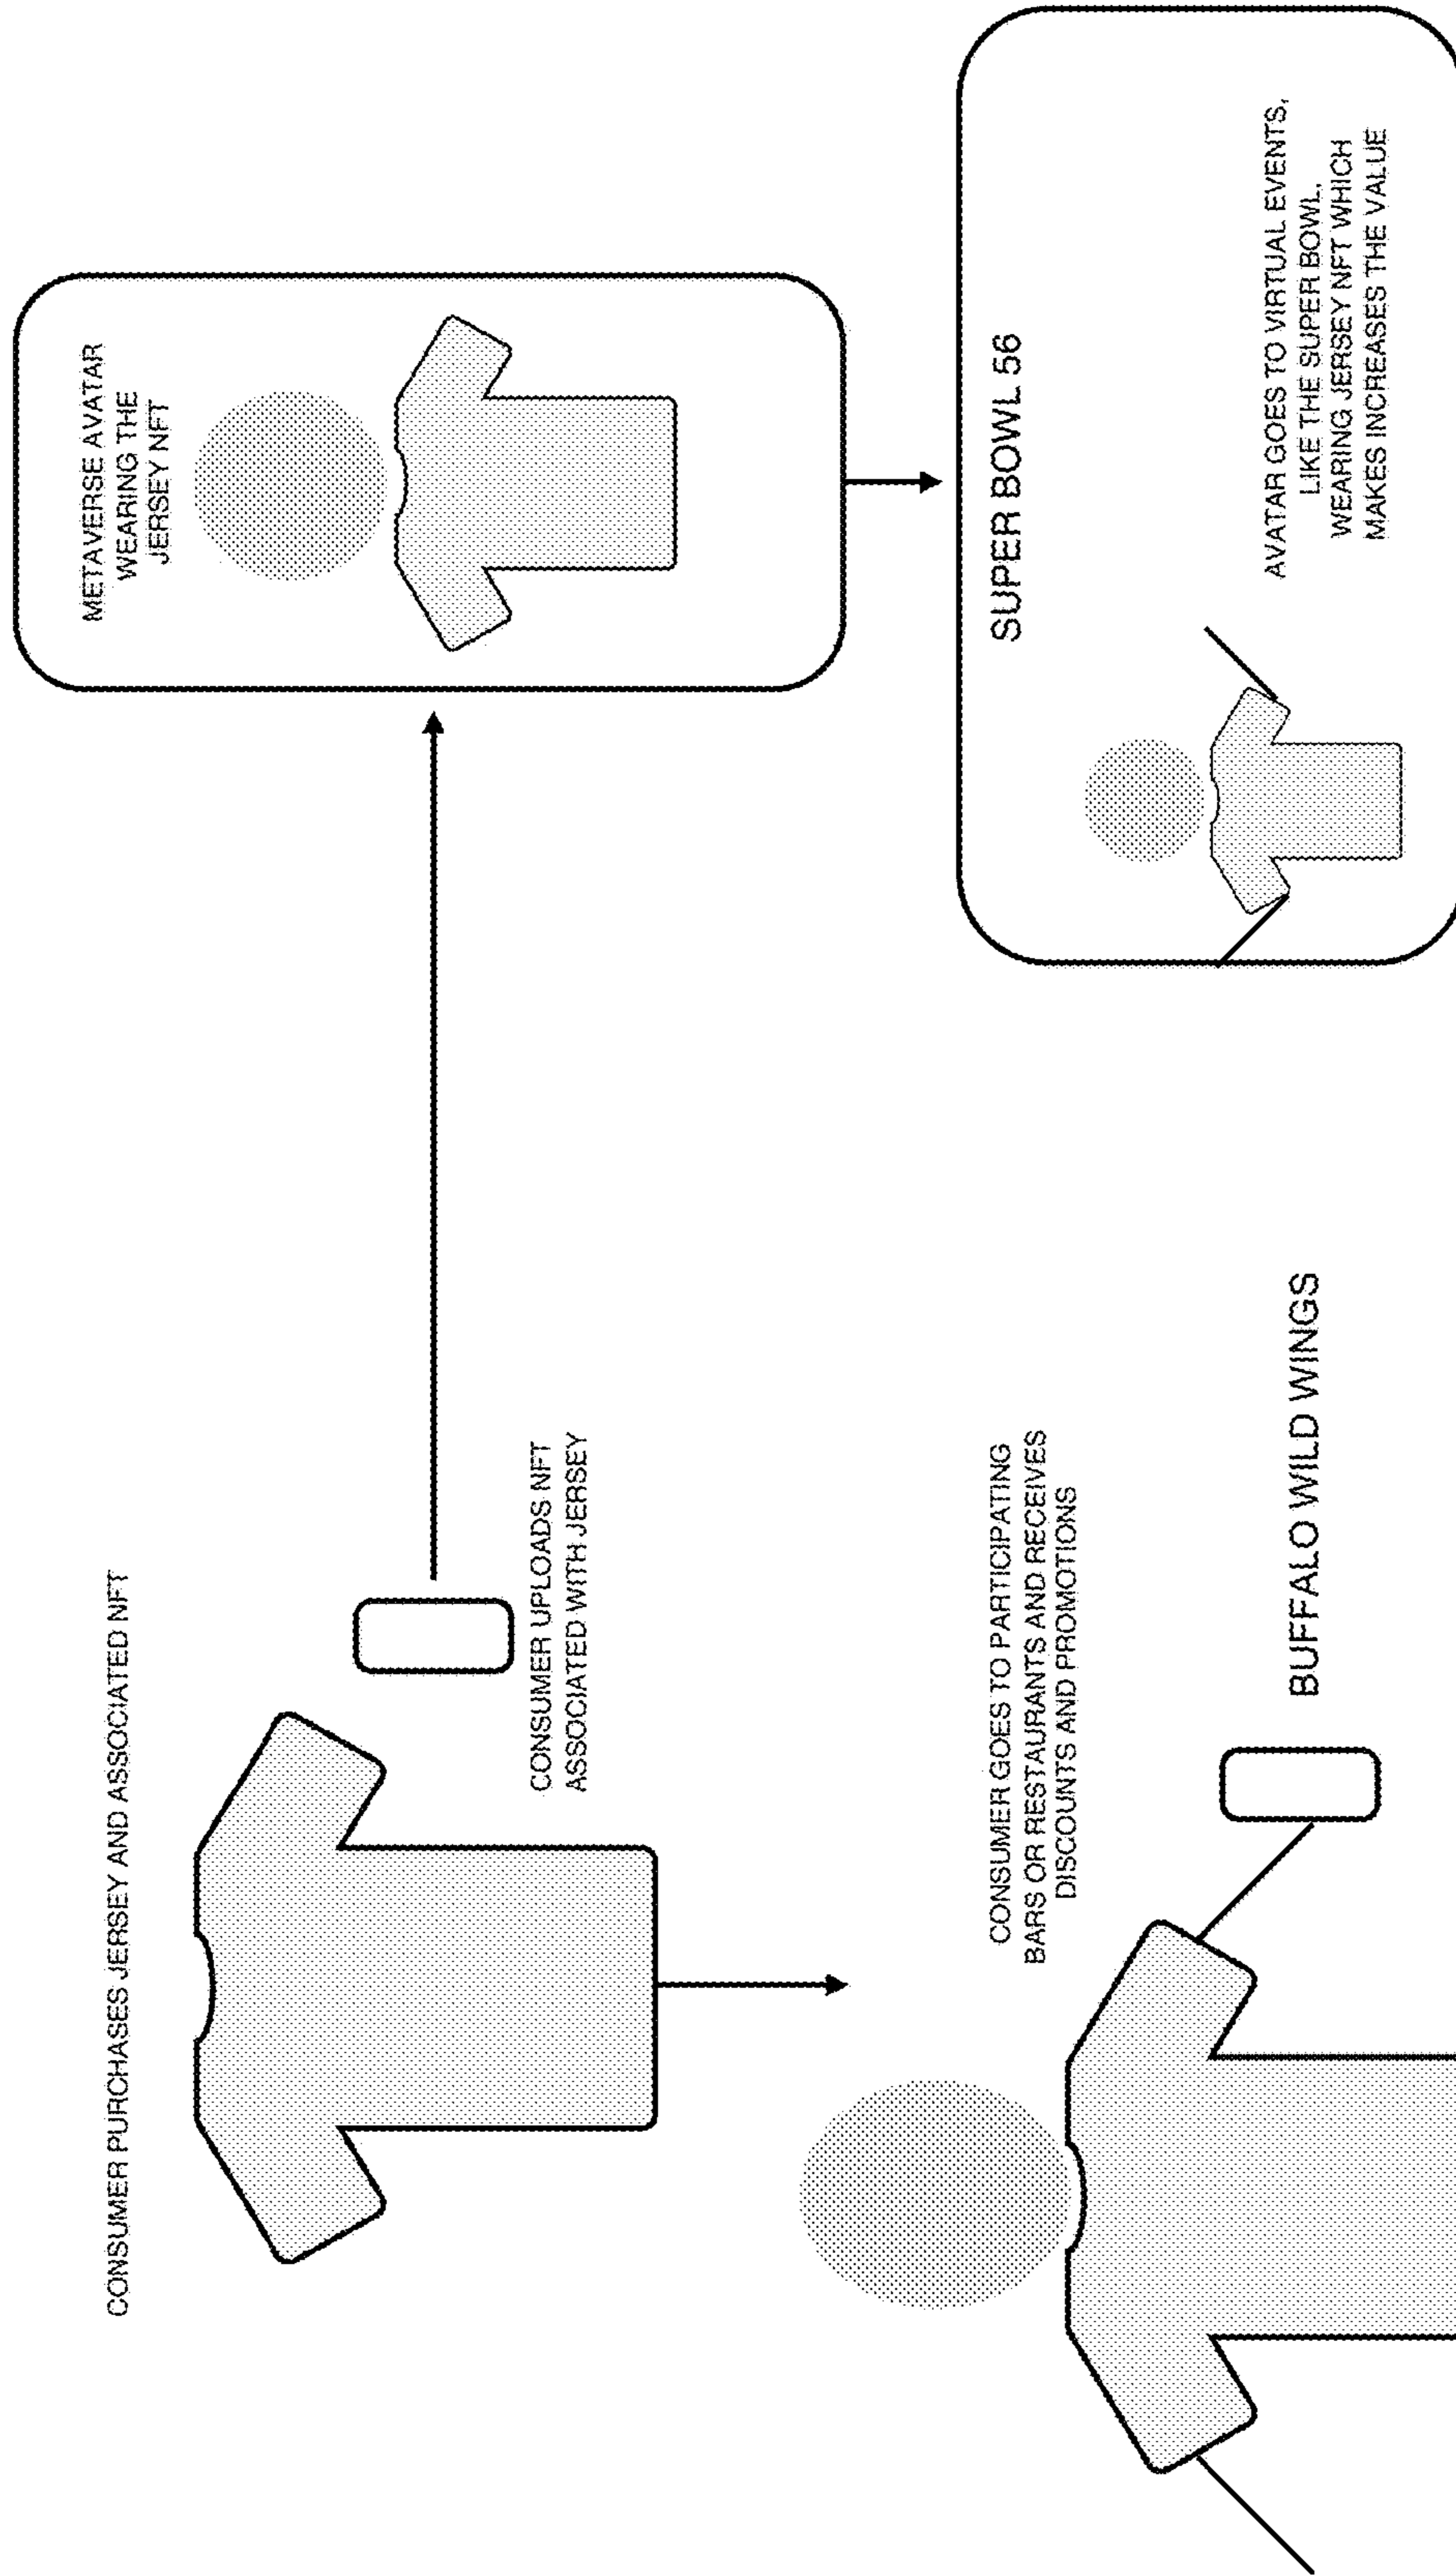 CONSUMER PURCHASES JERSEY AND ASSOCIATED NFT
CONSUMER UPLOADS NFT
ASSOCIATED WITH JERSEY
METAVERSE AVATAR
WEARING THE
JERSEY NFT
CONSUMER GOES TO PARTICIPATING
BARS OR RESTAURANTS AND RECEIVES
DISCOUNTS AND PROMOTIONS
BUFFALO WILD WINGS
SUPER BOWL 56
AVATAR GOES TO VIRTUAL EVENTS,
LIKE THE SUPER BOWL,
WEARING JERSEY NFT WHICH
MAKES INCREASES THE VALUE